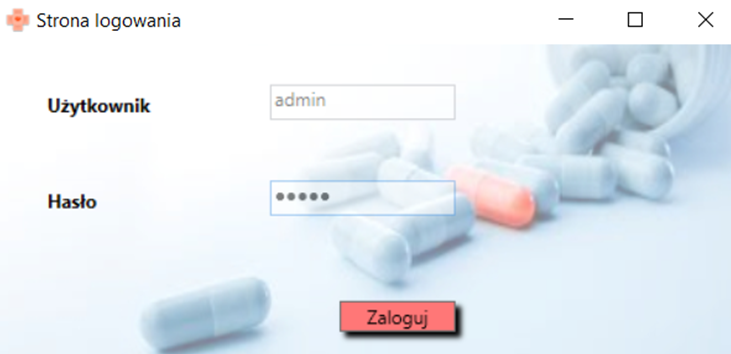 Strona logowania
Użytkownik
admin
Hasło
•••••
Zaloguj